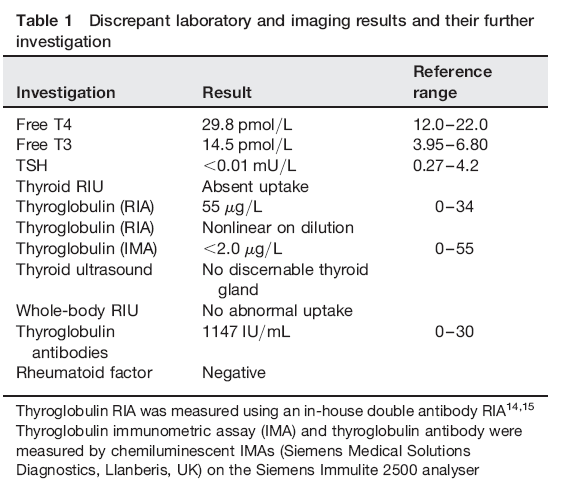 Table 1 Discrepant laboratory and imaging results and their further
investigation
Investigation Result Reference range
Free T4 29.8 pmol/L 12.0–22.0
Free T3 14.5 pmol/L 3.95–6.80
TSH <0.01 mU/L 0.27–4.2
Thyroid RIU Absent uptake
Thyroglobulin (RIA) 55 μg/L 0–34
Thyroglobulin (RIA) Nonlinear on dilution
Thyroglobulin (IMA) <2.0 μg/L 0–55
Thyroid ultrasound No discernable thyroid
gland
Whole-body RIU No abnormal uptake
Thyroglobulin 1147 IU/mL 0–30
antibodies
Rheumatoid factor Negative
Thyroglobulin RIA was measured using an in-house double antibody RIA14,15
Thyroglobulin immunometric assay (IMA) and thyroglobulin antibody were
measured by chemiluminescent IMAs (Siemens Medical Solutions
Diagnostics, Llanberis, UK) on the Siemens Immulite 2500 analyser